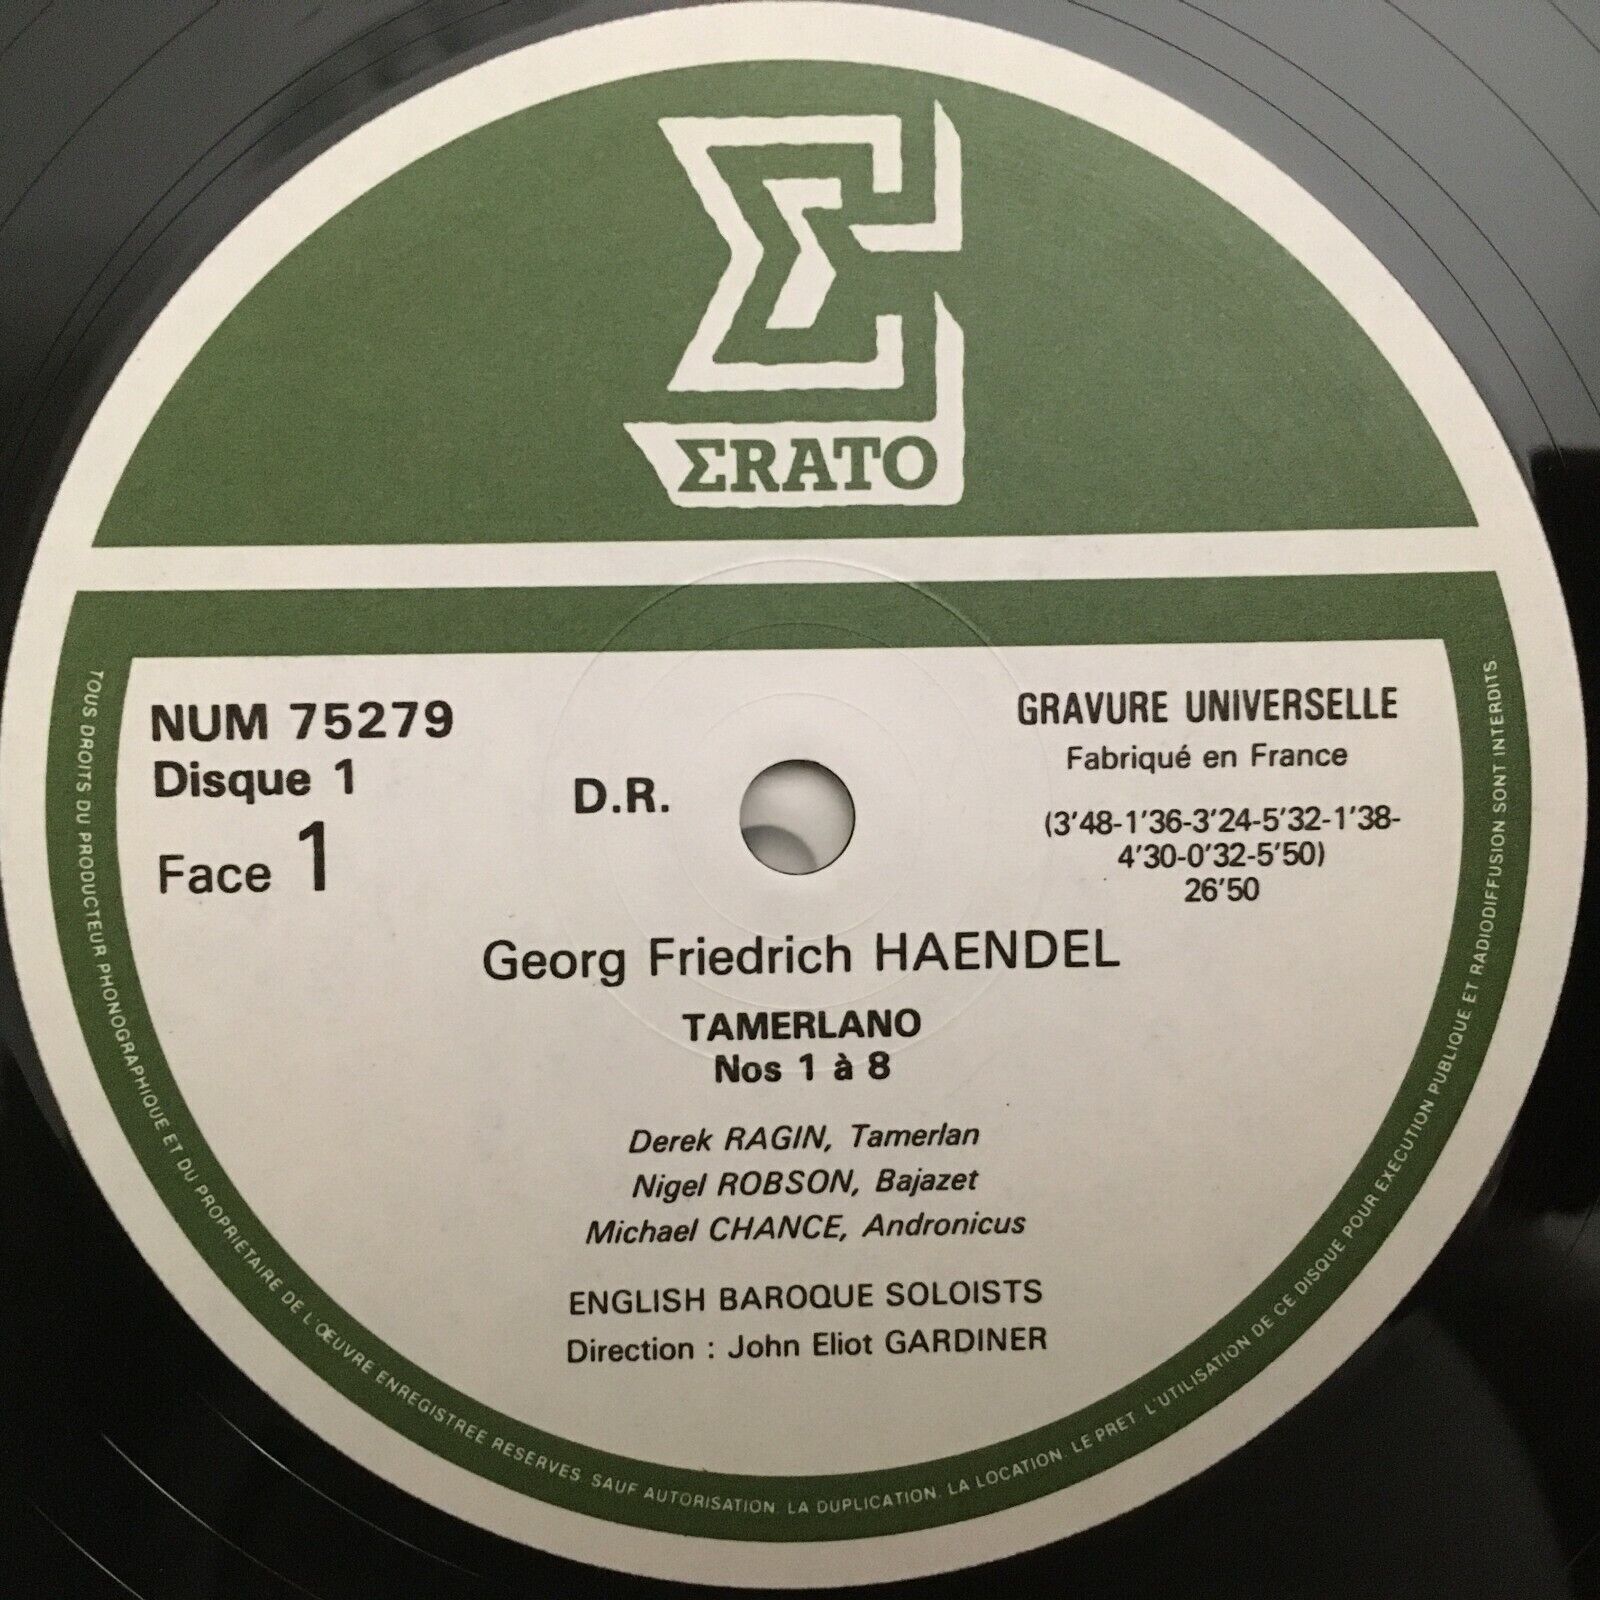 ΣRATO
NUM 75279
Disque 1
Face 1
D.R.
GRAVURE UNIVERSELLE
Fabriqué en France
(3'48-1'36-3'24-5'32-1'38-
4'30-0'32-5'50)
26'50
Georg Friedrich HAENDEL
TAMERLANO
Nos 1 à 8
Derek RAGIN, Tamerlan
Nigel ROBSON, Bajazet
Michael CHANCE, Andronicus
ENGLISH BAROQUE SOLOISTS
Direction : John Eliot GARDINER
TOUS DROITS DU PRODUCTEUR PHONOGRAPHIQUE ET DU PROPRIETAIRE DE L'ŒUVRE ENREGISTREE RESERVES. SAUF AUTORISATION. LA DUPLICATION. LA LOCATION. LE PRET. L'UTILISATION DE CE DISQUE POUR EXECUTION PUBLIQUE ET RADIODIFFUSION SONT INTERDITS.